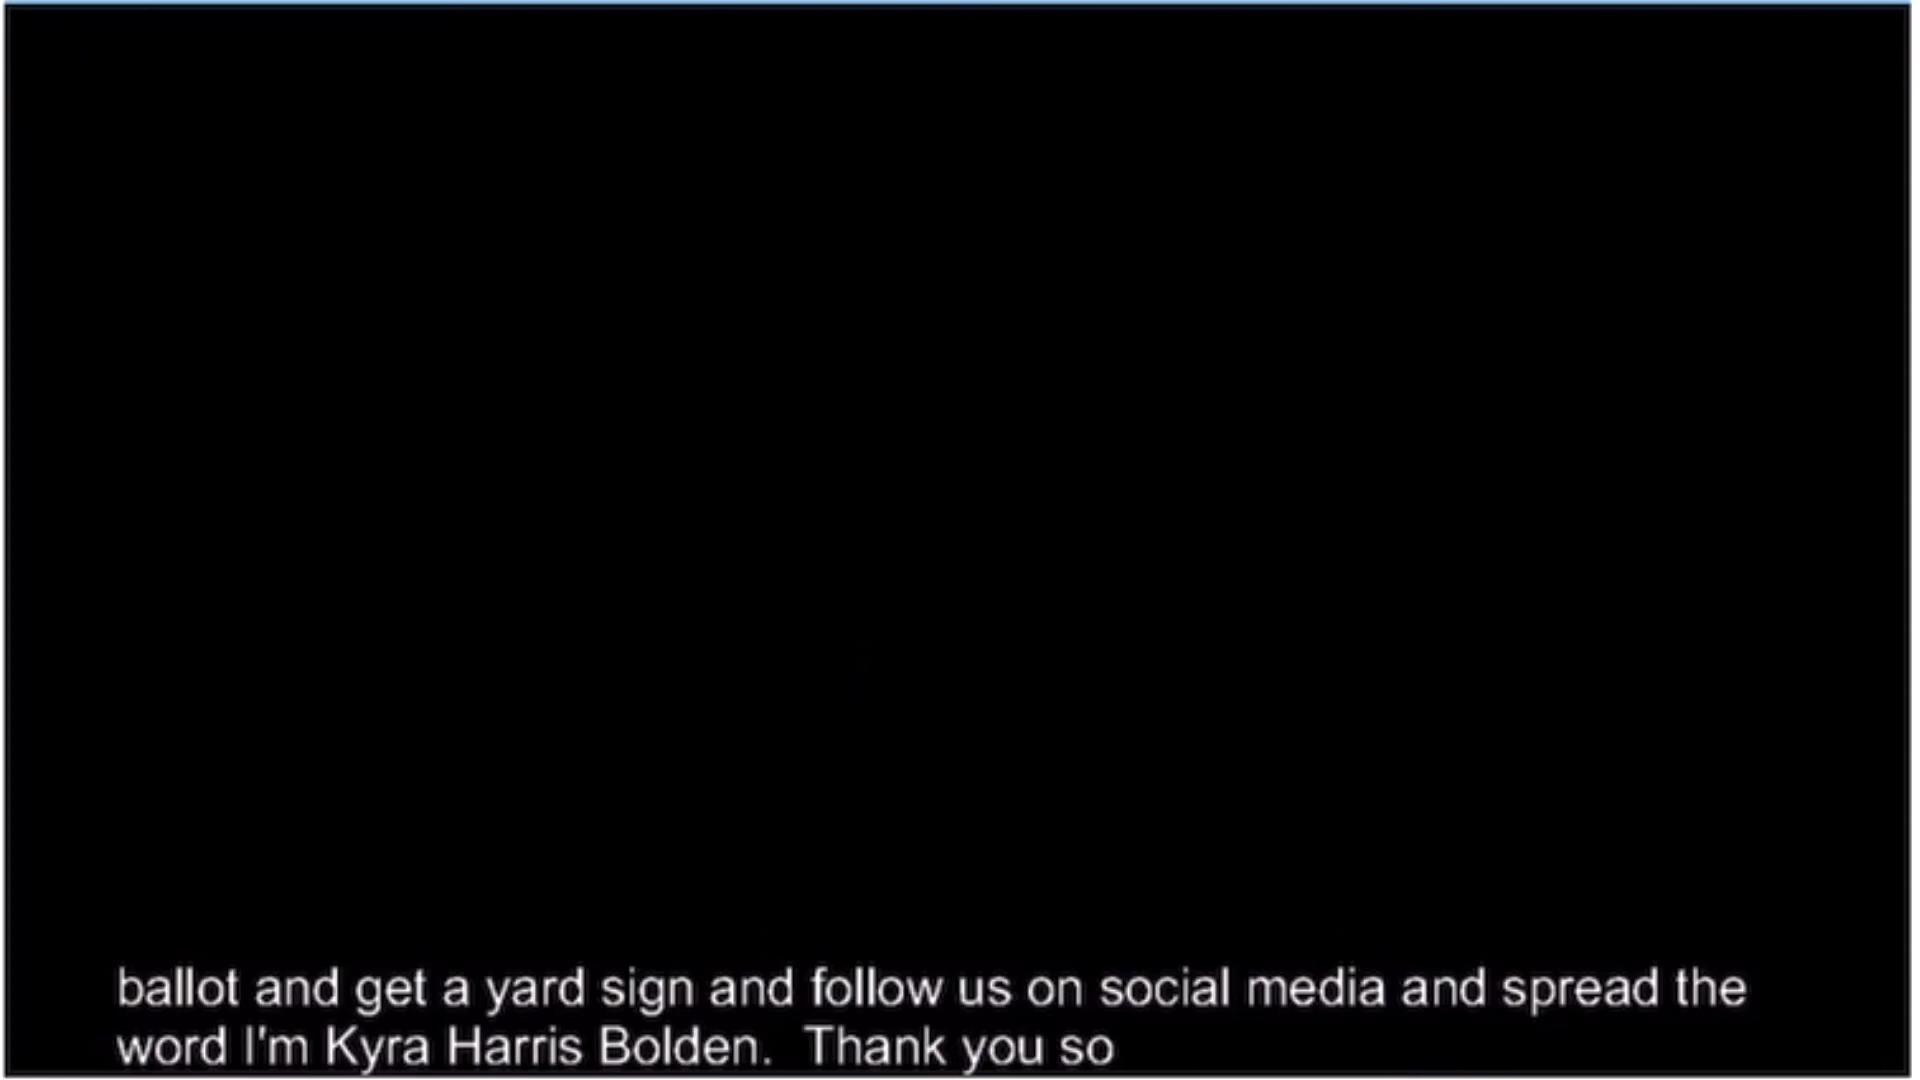 ballot and get a yard sign and follow us on social media and spread the
word I'm Kyra Harris Bolden.  Thank you so